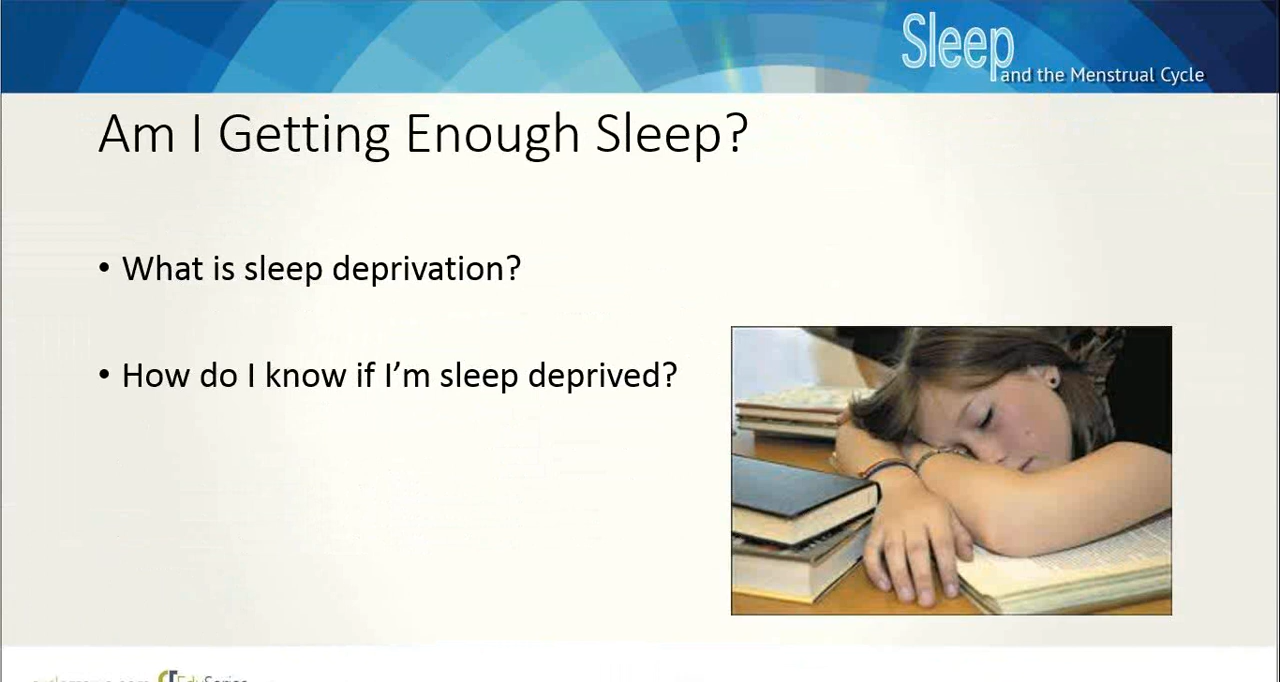 Sleep
and the Menstrual Cycle
Am I Getting Enough Sleep?
• What is sleep deprivation?
• How do I know if I’m sleep deprived?